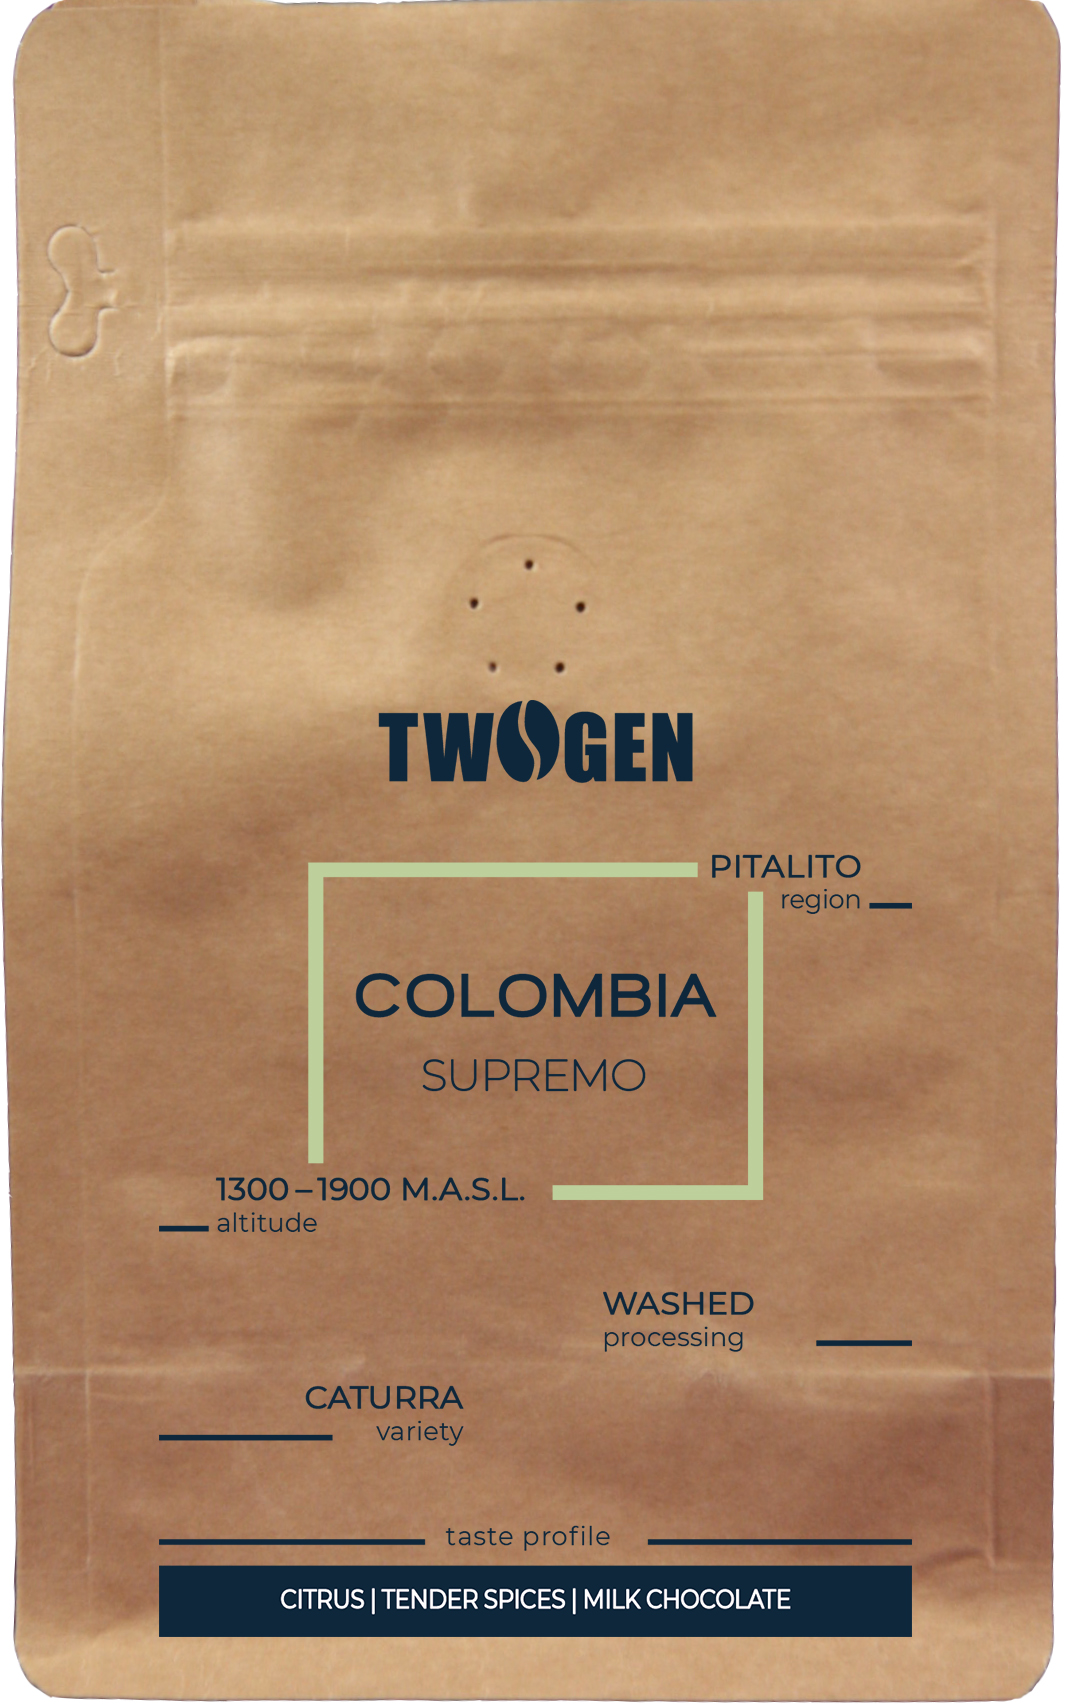 TWOGEN
PITALITO
region
COLOMBIA
SUPREMO
1300–1900 M.A.S.L.
altitude
WASHED
processing
CATURRA
variety
taste profile
CITRUS | TENDER SPICES | MILK CHOCOLATE